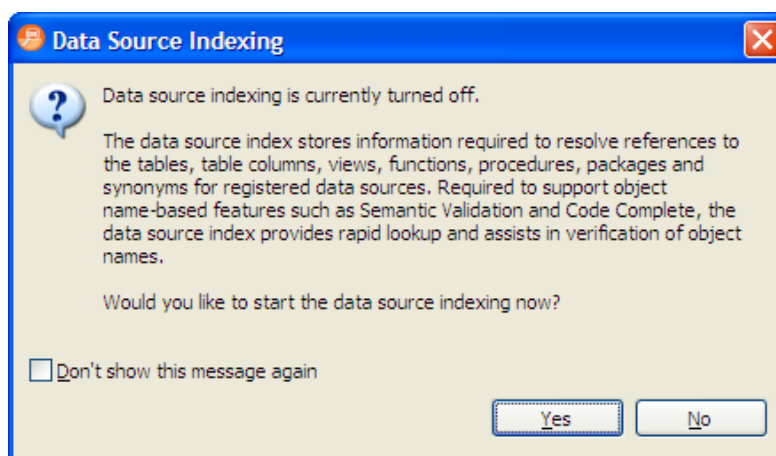 Data Source Indexing
Data source indexing is currently turned off.
The data source index stores information required to resolve references to
the tables, table columns, views, functions, procedures, packages and
synonyms for registered data sources. Required to support object
name-based features such as Semantic Validation and Code Complete, the
data source index provides rapid lookup and assists in verification of object
names.
Would you like to start the data source indexing now?
Don't show this message again
Yes
No